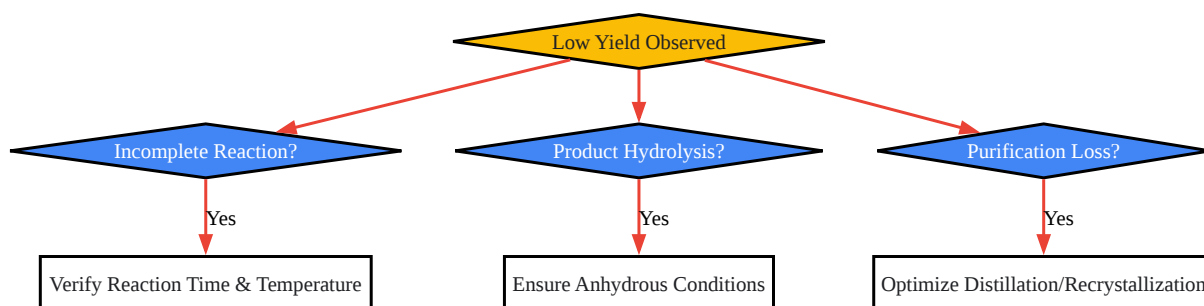 Low Yield Observed
Incomplete Reaction?
Product Hydrolysis?
Purification Loss?
Yes
Yes
Yes
Verify Reaction Time & Temperature
Ensure Anhydrous Conditions
Optimize Distillation/Recrystallization